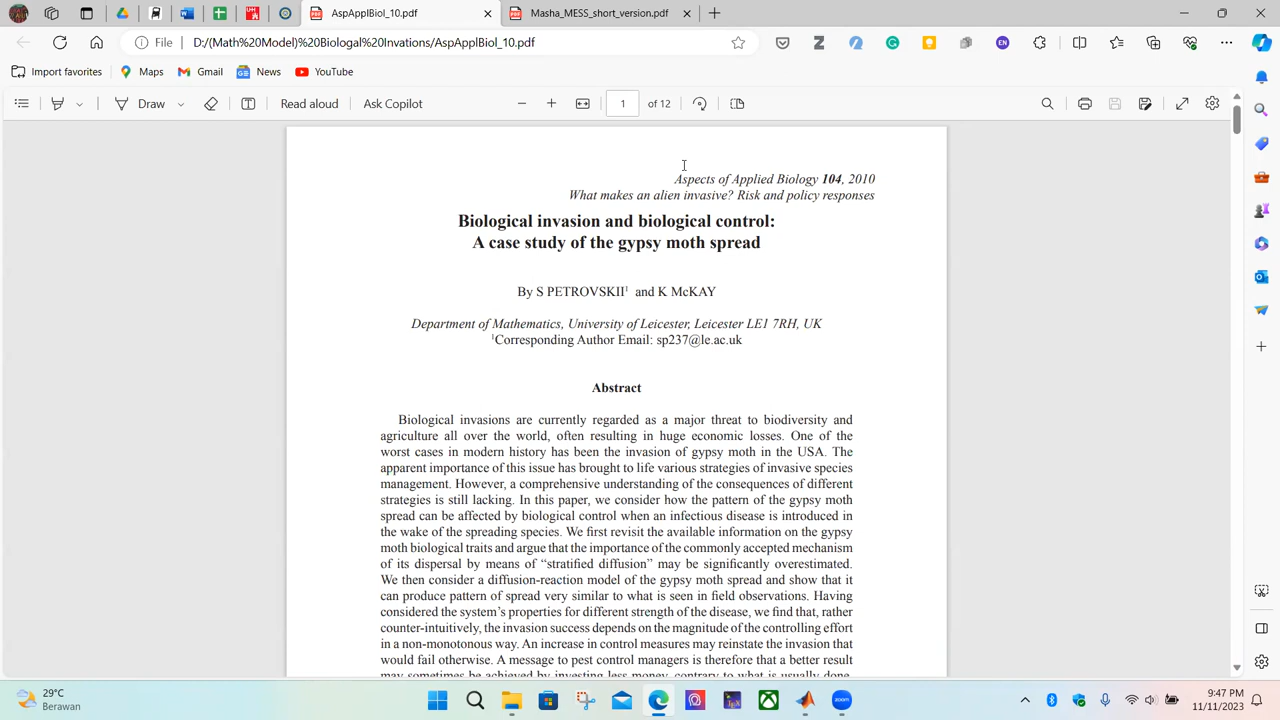 AspApplBiol_10.pdf
Masha_MESS_short_version.pdf
File
D:/(Math%20Model)%20Biologal%20Invations/AspApplBiol_10.pdf
Import favorites
Maps
Gmail
News
YouTube
Draw
Read aloud
Ask Copilot
1
of 12
Aspects of Applied Biology 104, 2010
What makes an alien invasive? Risk and policy responses
Biological invasion and biological control:
A case study of the gypsy moth spread
By S PETROVSKII¹ and K McKAY
Department of Mathematics, University of Leicester, Leicester LE1 7RH, UK
¹Corresponding Author Email: sp237@le.ac.uk
Abstract
Biological invasions are currently regarded as a major threat to biodiversity and
agriculture all over the world, often resulting in huge economic losses. One of the
worst cases in modern history has been the invasion of gypsy moth in the USA. The
apparent importance of this issue has brought to life various strategies of invasive species
management. However, a comprehensive understanding of the consequences of different
strategies is still lacking. In this paper, we consider how the pattern of the gypsy moth
spread can be affected by biological control when an infectious disease is introduced in
the wake of the spreading species. We first revisit the available information on the gypsy
moth biological traits and argue that the importance of the commonly accepted mechanism
of its dispersal by means of “stratified diffusion” may be significantly overestimated.
We then consider a diffusion-reaction model of the gypsy moth spread and show that it
can produce pattern of spread very similar to what is seen in field observations. Having
considered the system’s properties for different strength of the disease, we find that, rather
counter-intuitively, the invasion success depends on the magnitude of the controlling effort
in a non-monotonous way. An increase in control measures may reinstate the invasion that
would fail otherwise. A message to pest control managers is therefore that a better result
may sometimes be achieved by investing less money, contrary to what is usually done.
29°C
Berawan
9:47 PM
11/11/2023